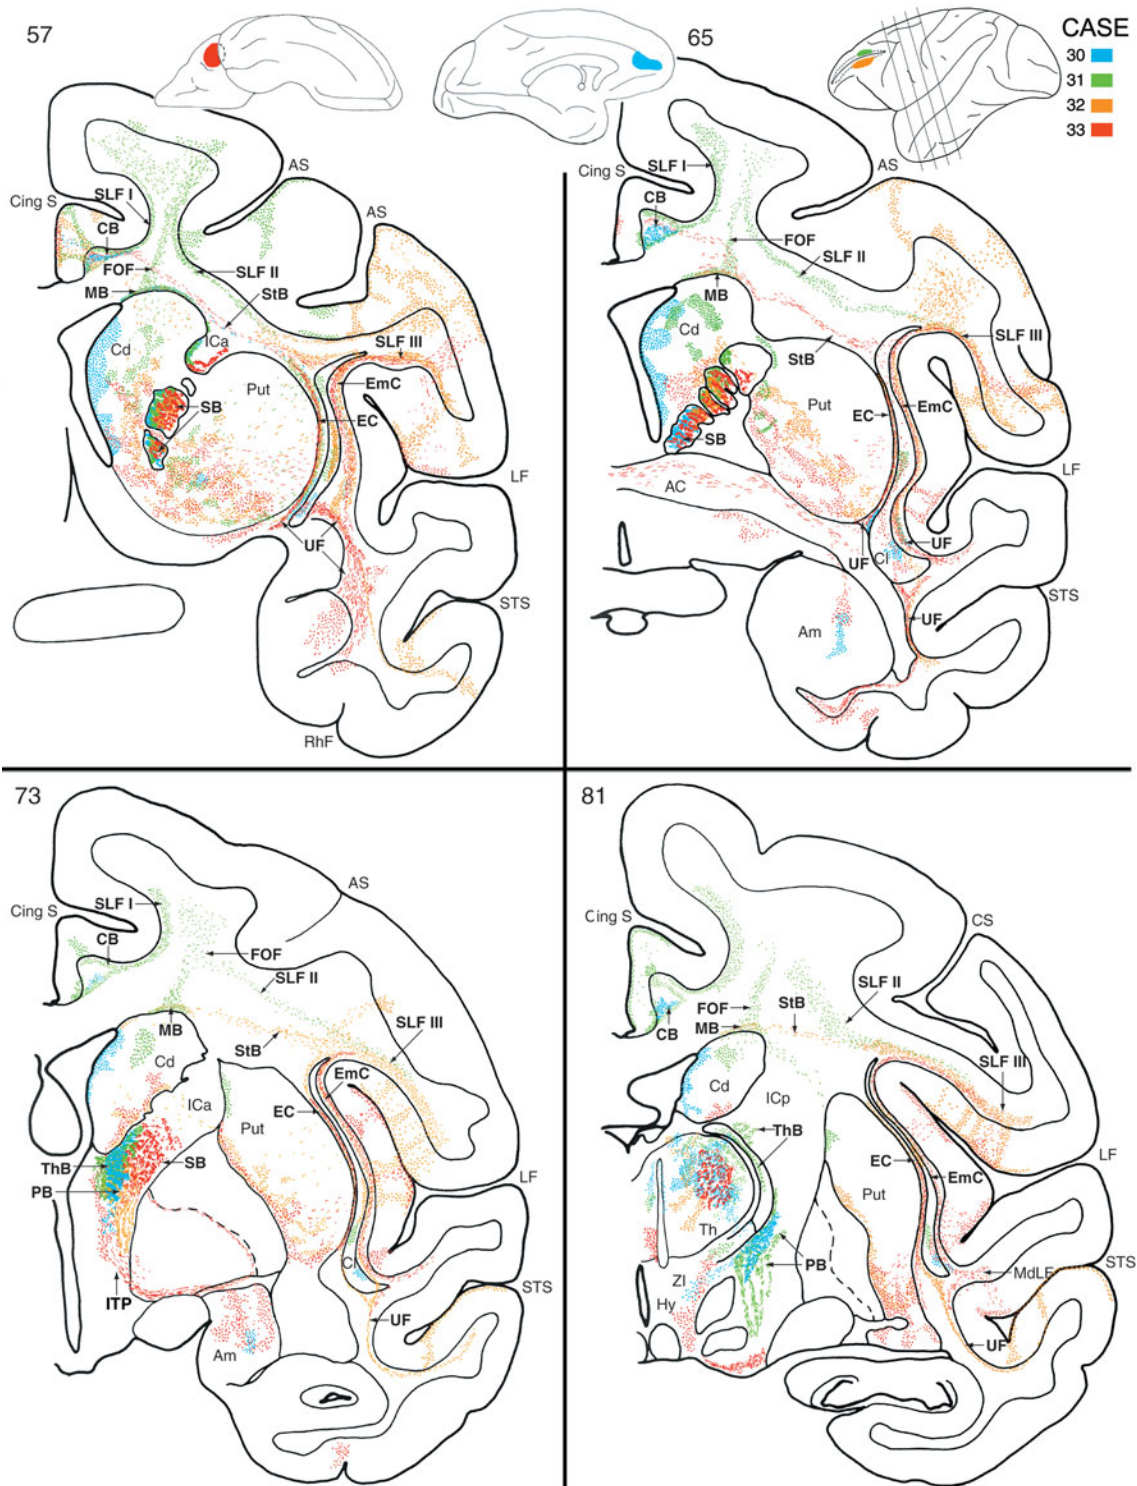 57
65
CASE
30
31
32
33
AS
SLF I
Cing S
CB
FOF
MB
SLF II
StB
AS
Cd
ICa
SLF III
Put
EmC
SB
EC
LF
UF
STS
RhF
AS
SLF I
Cing S
CB
FOF
SLF II
MB
Cd
SLF III
StB
Put
EC
EmC
SB
LF
AC
UF
UF
Cl
STS
UF
Am
73
AS
SLF I
Cing S
CB
FOF
SLF II
MB
SLF III
StB
Cd
EmC
ICa
EC
Put
ThB
SB
PB
LF
Cl
ITP
STS
UF
Am
81
Cing S
CS
SLF II
StB
FOF
MB
CB
SLF III
Cd
ICp
ThB
EC
EmC
LF
Put
Th
PB
ZI
MdLF
STS
Hy
UF